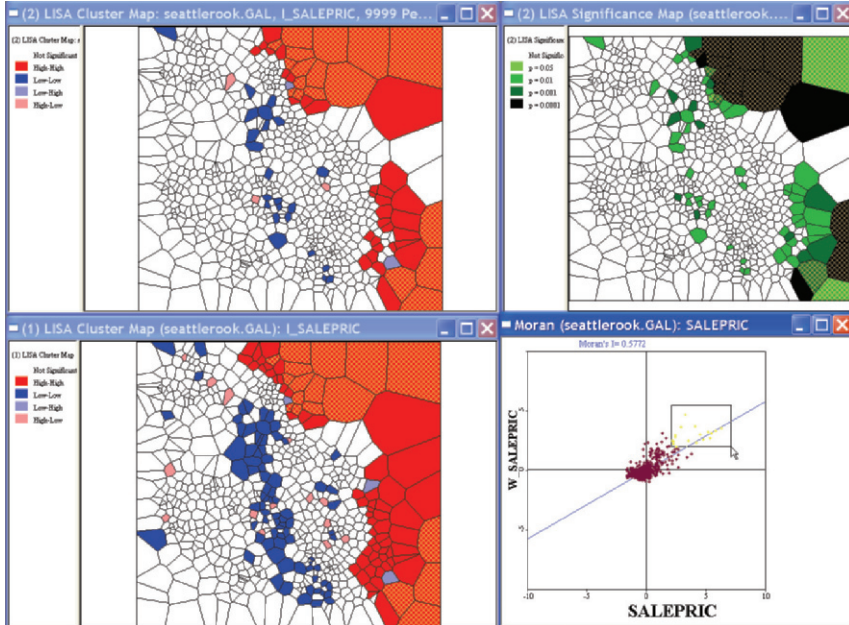 (2) LISA Cluster Map: seattlerook.GAL, I_SALEPRIC, 9999 Pe...
(2) LISA Cluster Map: s
Not Significant
High-High
Low-Low
Low-High
High-Low
(2) LISA Significance Map (seattlerook....
(2) LISA Significance
Not Signific
p = 0.05
p = 0.01
p = 0.001
p = 0.0001
(1) LISA Cluster Map (seattlerook.GAL): I_SALEPRIC
(1) LISA Cluster Map
Not Significant
High-High
Low-Low
Low-High
High-Low
Moran (seattlerook.GAL): SALEPRIC
Moran's I= 0.5772
W_SALEPRIC
5
0
-5
-10
-5
0
5
10
SALEPRIC